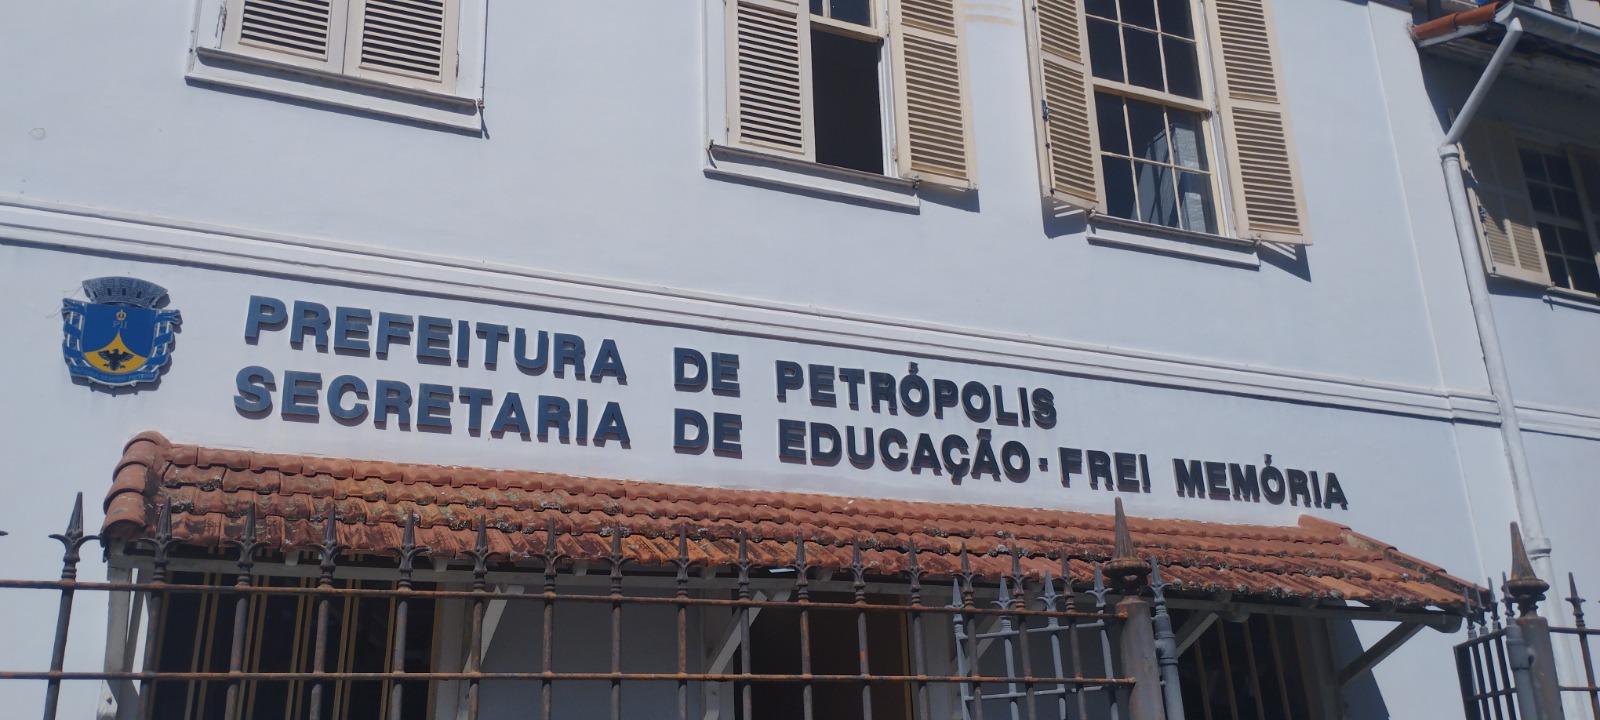 PREFEITURA DE PETRÓPOLIS
SECRETARIA DE EDUCAÇÃO - FREI MEMÓRIA